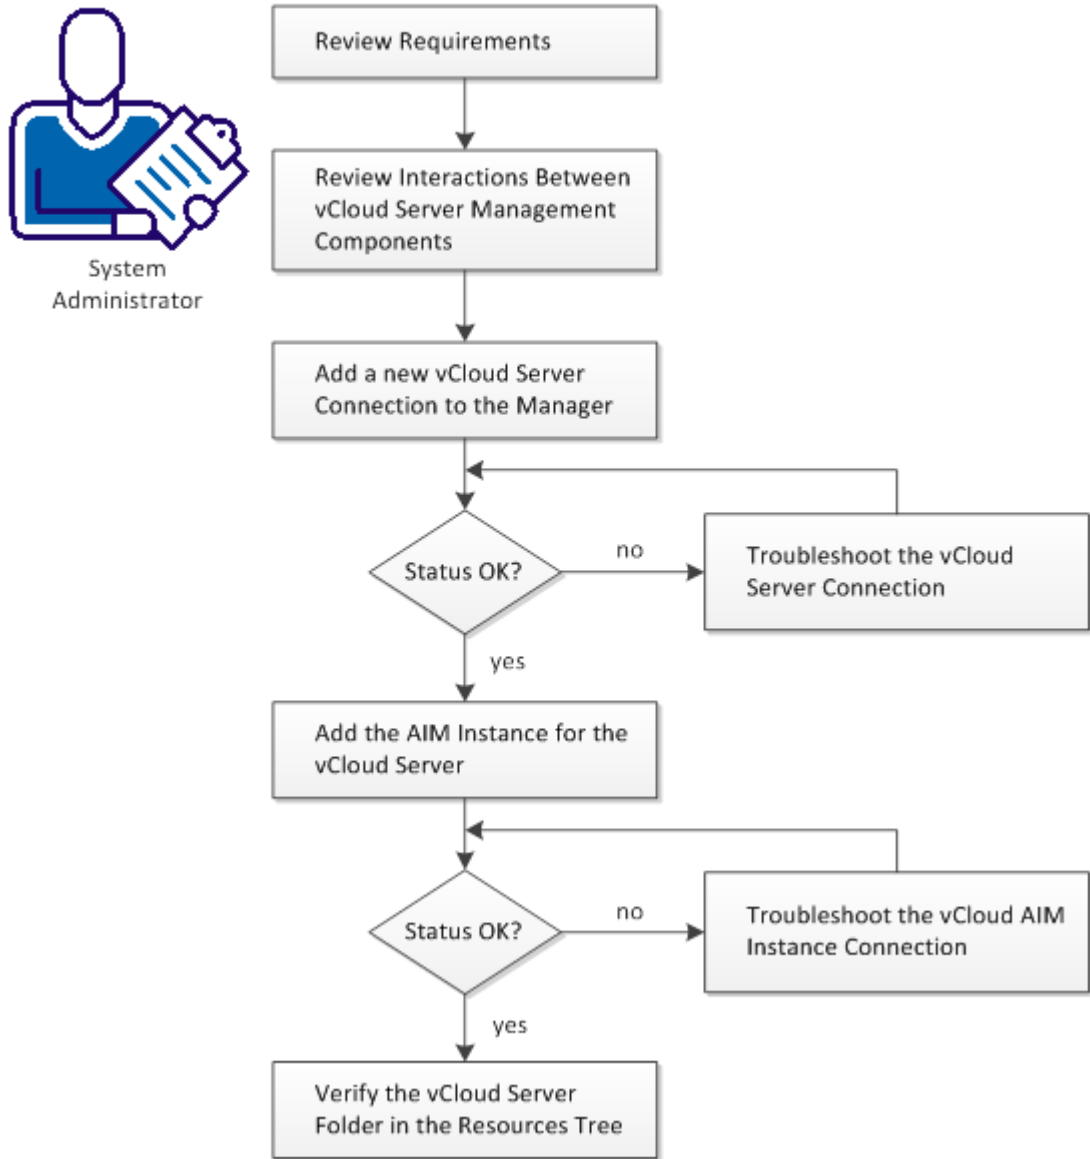 Review Requirements
System
Administrator
Review Interactions Between
vCloud Server Management
Components
Add a new vCloud Server
Connection to the Manager
Status OK?
no
Troubleshoot the vCloud
Server Connection
yes
Add the AIM Instance for the
vCloud Server
Status OK?
no
Troubleshoot the vCloud AIM
Instance Connection
yes
Verify the vCloud Server
Folder in the Resources Tree